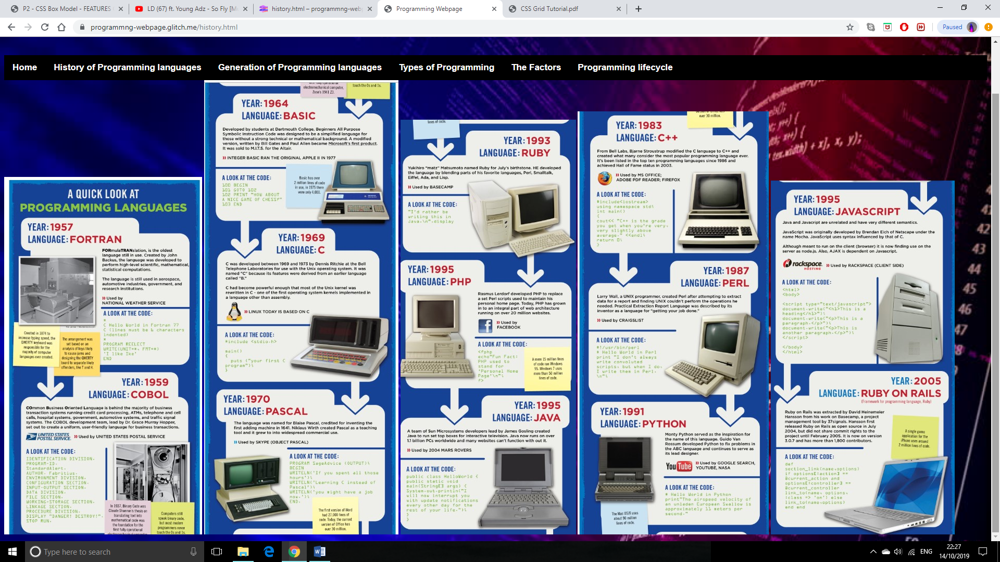 P2 - CSS Box Model - FEATURES
LD (67) ft. Young Adz - So Fly [M
history.html – programmng-web
Programming Webpage
CSS Grid Tutorial.pdf
programmng-webpage.glitch.me/history.html
Paused
Home
History of Programming languages
Generation of Programming languages
Types of Programming
The Factors
Programming lifecycle
A QUICK LOOK AT
PROGRAMMING LANGUAGES
YEAR: 1957
LANGUAGE: FORTRAN
FORmulaTRANslation, is the oldest
language still in use. Created by John
Backus, the language was developed to
perform high-level scientific, mathematical,
statistical computations.
The language is still used in aerospace,
automotive industries, government, and
research institutions.
Used by
NATIONAL WEATHER SERVICE
A LOOK AT THE CODE:
*
C Hello World in Fortran 77
C (lines must be 6 characters
indented)
*
PROGRAM REELECT
WRITE(UNIT=*, FMT=*)
'I like Ike'
END
Created in 1874 to
increase typing speed, the
QWERTY keyboard was
responsible for the
majority of computer
languages ever created.
The arrangement was
set based on an
analysis of keys likely
to cause jams and
designing the QWERTY
board to separate likely
offenders, like T and H.
YEAR: 1959
LANGUAGE: COBOL
COmmon Business Oriented Language is behind the majority of business
transaction systems running credit card processing, ATMs, telephone and cell
calls, hospital systems, government, automotive systems, and traffic signal
systems. The COBOL development team, lead by Dr. Grace Murray Hopper,
set out to create a uniform, user-friendly language for business transactions.
UNITED STATES
POSTAL SERVICE.
Used by UNITED STATES POSTAL SERVICE
A LOOK AT THE CODE:
IDENTIFICATION DIVISION.
PROGRAM-ID.
StandardAlert.
AUTHOR. Fabritius.
ENVIRONMENT DIVISION.
CONFIGURATION SECTION.
INPUT-OUTPUT SECTION.
DATA DIVISION.
FILE SECTION.
WORKING-STORAGE SECTION.
LINKAGE SECTION.
PROCEDURE DIVISION.
DISPLAY "DANGER! DESTROY!".
STOP RUN.
In 1937, Binary Code was
Claude Shannon's thesis on
translating text into
mathematical code was
the foundation for the
first fully operational
electromechanical computer
Computers still
speak binary code,
but most modern
programmers never
touch the 0s and 1s.
first fully operational
electromechanical computer,
Zuse's 1941 Z3.
touch the 0s and 1s.
YEAR: 1964
LANGUAGE: BASIC
Developed by students at Dartmouth College, Beginners All Purpose
Symbolic Instruction Code was designed to be a simplified language for
those without a strong technical or mathematical background. A modified
version, written by Bill Gates and Paul Allen became Microsoft's first product.
It was sold to M.I.T.S. for the Altair.
INTEGER BASIC RAN THE ORIGINAL APPLE II IN 1977
A LOOK AT THE CODE:
100 BEGIN
101 GOTO 102
102 PRINT "HOW ABOUT
A NICE GAME OF CHESS?"
103 END
Basic has over
2 million lines of code
in use, in 1975 there
were only 4,000.
YEAR: 1969
LANGUAGE: C
C was developed between 1969 and 1973 by Dennis Ritchie at the Bell
Telephone Laboratories for use with the Unix operating system. It was
named "C" because its features were derived from an earlier language
called "B."
C had become powerful enough that most of the Unix kernel was
rewritten in C - one of the first operating system kernels implemented in
a language other than assembly.
LINUX TODAY IS BASED ON C
A LOOK AT THE CODE:
#include <stdio.h>
main()
{
puts ("your first C
program");
}
YEAR: 1970
LANGUAGE: PASCAL
The language was named for Blaise Pascal, credited for inventing the
first adding machine in 1641. Niklaus Wirth created Pascal as a teaching
tool and it grew to into widespread commercial use.
Used by SKYPE (OBJECT PASCAL)
A LOOK AT THE CODE:
PROGRAM SageAdvice (OUTPUT);
BEGIN
WRITELN('If you spent all those
hours');
WRITELN('Learning C instead of
Pascal');
WRITELN('you might have a job
now.');
END.
The first version of Word
had 27,000 lines of
code. Today, the current
version of Office has
over 30 million.
lines of code.
YEAR: 1993
LANGUAGE: RUBY
Yukihiro "matz" Matsumoto named Ruby for July's birthstone. HE developed
the language by blending parts of his favorite languages, Perl, Smalltalk,
Eiffel, Ada, and Lisp.
Used by BASECAMP
A LOOK AT THE CODE:
"I'd rather be
writing this in
Java.\n".display
YEAR: 1995
LANGUAGE: PHP
Rasmus Lerdorf developed PHP to replace
a set Perl scripts used to maintain his
personal home page. Today, PHP has grown
in to an integral part of web architecture
running on over 20 million websites.
Used by
FACEBOOK
A LOOK AT THE CODE:
<?php
echo"Fun Fact:
PHP used to
stand for
'Personal Home
Page'\n";
?>
A mere 15 million lines
of code ran Windows
95. Windows 7 uses
more than 50 million
lines of code.
YEAR: 1995
LANGUAGE: JAVA
A team of Sun Microsystems developers lead by James Gosling created
Java to run set top boxes for interactive television. Java now runs on over
1.1 billion PCs worldwide and many websites can't function with out it.
Used by 2004 MARS ROVERS
A LOOK AT THE CODE:
public class HelloWorld {
public static void
main(String[] args) {
System.out.println("I
will now interrupt you
with update notifications
every other day for the
rest of your life.");
}
}
version of Office has
over 30 million.
YEAR: 1983
LANGUAGE: C++
From Bell Labs, Bjarne Stroustrup modified the C language to C++ and
created what many consider the most popular programming language ever.
It's been listed in the top ten programming languages since 1986 and
achieved Hall of Fame status in 2003.
Used by MS OFFICE;
ADOBE PDF READER; FIREFOX
A LOOK AT THE CODE:
#include<iostream>
using namespace std;
int main()
{
cout<< "C++ is the grade
you get when you're very,
very slightly above
average." <<endl;
return 0;
}
YEAR: 1987
LANGUAGE: PERL
Larry Wall, a UNIX programmer, created Perl after attempting to extract
data for a report and finding UNIX couldn't perform the operations he
needed. Practical Extraction Report Language was described by its
inventor as a language for "getting your job done."
Used by CRAIGSLIST
A LOOK AT THE CODE:
#!/usr/bin/perl
# Hello World in Perl
print "I don't always
write convoluted
scripts, but when I do,
I write them in Perl.
\n";
YEAR: 1991
LANGUAGE: PYTHON
Monty Python served as the inspiration for
the name of this language. Guido Van
Rossum developed Python to fix problems in
the ABC language and continues to serve as
its lead designer.
YouTube
Used by GOOGLE SEARCH,
YOUTUBE, NASA
A LOOK AT THE CODE:
# Hello World in Python
print"The airspeed velocity of
an unladen European Swallow is
approximately 11 meters per
second."
The Mac OS/X uses
about 90 million
lines of code.
YEAR: 1995
LANGUAGE: JAVASCRIPT
Java and Javacript are unrelated and have very different semantics.
JavaScript was originally developed by Brendan Eich of Netscape under the
name Mocha. JavaScript uses syntax influenced by that of C.
Although meant to run on the client (browser) it is now finding use on the
server as node.js. Also, AJAX is dependent on Javascript.
rackspace.
HOSTING
Used by RACKSPACE (CLIENT SIDE)
A LOOK AT THE CODE:
<html>
<body>
<script type="text/javascript">
document.write("<h1>This is a
heading</h1>");
document.write("<p>This is a
paragraph.</p>");
document.write("<p>This is
another paragraph.</p>");
</script>
</body>
</html>
YEAR: 2005
LANGUAGE: RUBY ON RAILS
(Framework for programming language, Ruby)
Ruby on Rails was extracted by David Heinemeier
Hansson from his work on Basecamp, a project
management tool by 37signals. Hansson first
released Ruby on Rails as open source in July
2004, but did not share commit rights to the
project until February 2005. It is now on version
3.0.7 and has more than 1,800 contributors.
A single game
application for the
iPhone uses around
2 million lines of code.
A LOOK AT THE CODE:
def
section_link(name,options)
if options[:action] ==
@current_action and
options[:controller] ==
@current_controller
link_to(name, options,
:class => 'on') else
link_to(name,options)
end end
42
43
44
45
46
47
Type here to search
ENG
22:27
14/10/2019